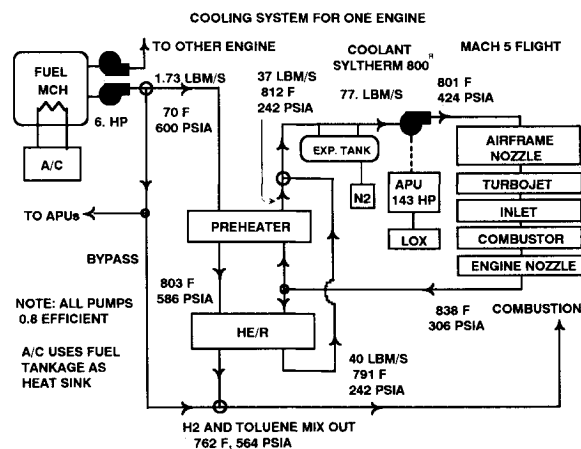 COOLING SYSTEM FOR ONE ENGINE
TO OTHER ENGINE
COOLANT
SYLTHERM 800 R
MACH 5 FLIGHT
FUEL
MCH
1.73 LBM/S
37 LBM/S
812 F
242 PSIA
77. LBM/S
801 F
424 PSIA
6. HP
70 F
600 PSIA
A/C
EXP. TANK
N2
APU
143 HP
LOX
AIRFRAME
NOZZLE
TURBOJET
INLET
COMBUSTOR
ENGINE NOZZLE
TO APUs
PREHEATER
BYPASS
803 F
586 PSIA
838 F
306 PSIA
COMBUSTION
NOTE: ALL PUMPS
0.8 EFFICIENT
HE/R
A/C USES FUEL
TANKAGE AS
HEAT SINK
40 LBM/S
791 F
242 PSIA
H2 AND TOLUENE MIX OUT
762 F, 564 PSIA